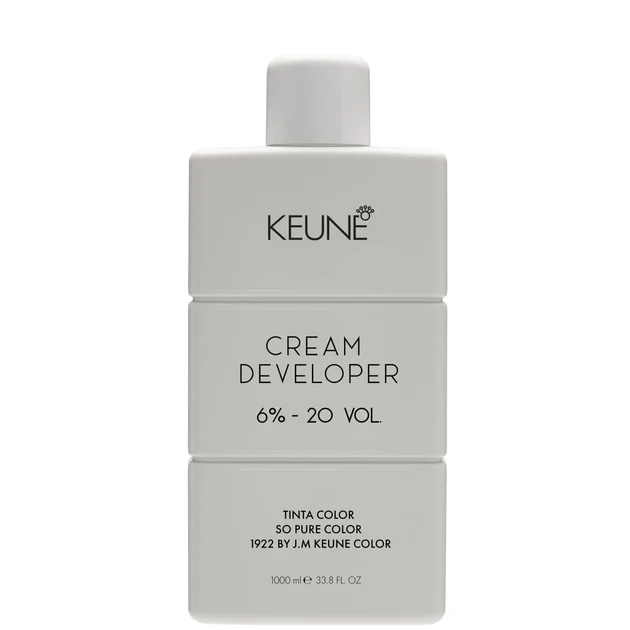 KEUNE
CREAM
DEVELOPER
6% - 20 VOL.
TINTA COLOR
SO PURE COLOR
1922 BY J.M KEUNE COLOR
1000 ml ℮ 33.8 FL. OZ